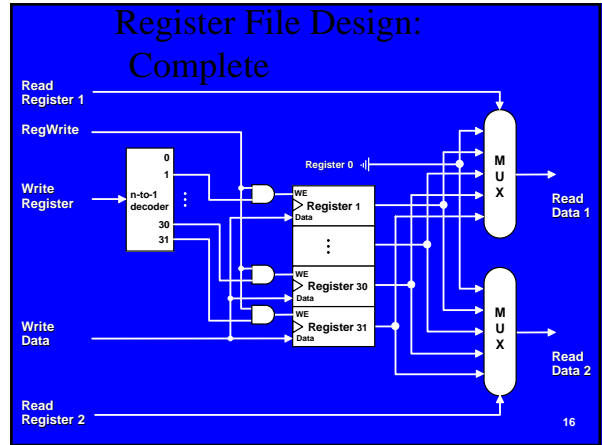 Register File Design:
Complete
Read
Register 1
RegWrite
Write
Register
n-to-1
decoder
0
1
⋮
30
31
Register 0
WE
Register 1
Data
⋮
WE
Register 30
Data
WE
Register 31
Data
M
U
X
Read
Data 1
M
U
X
Read
Data 2
Write
Data
Read
Register 2
16